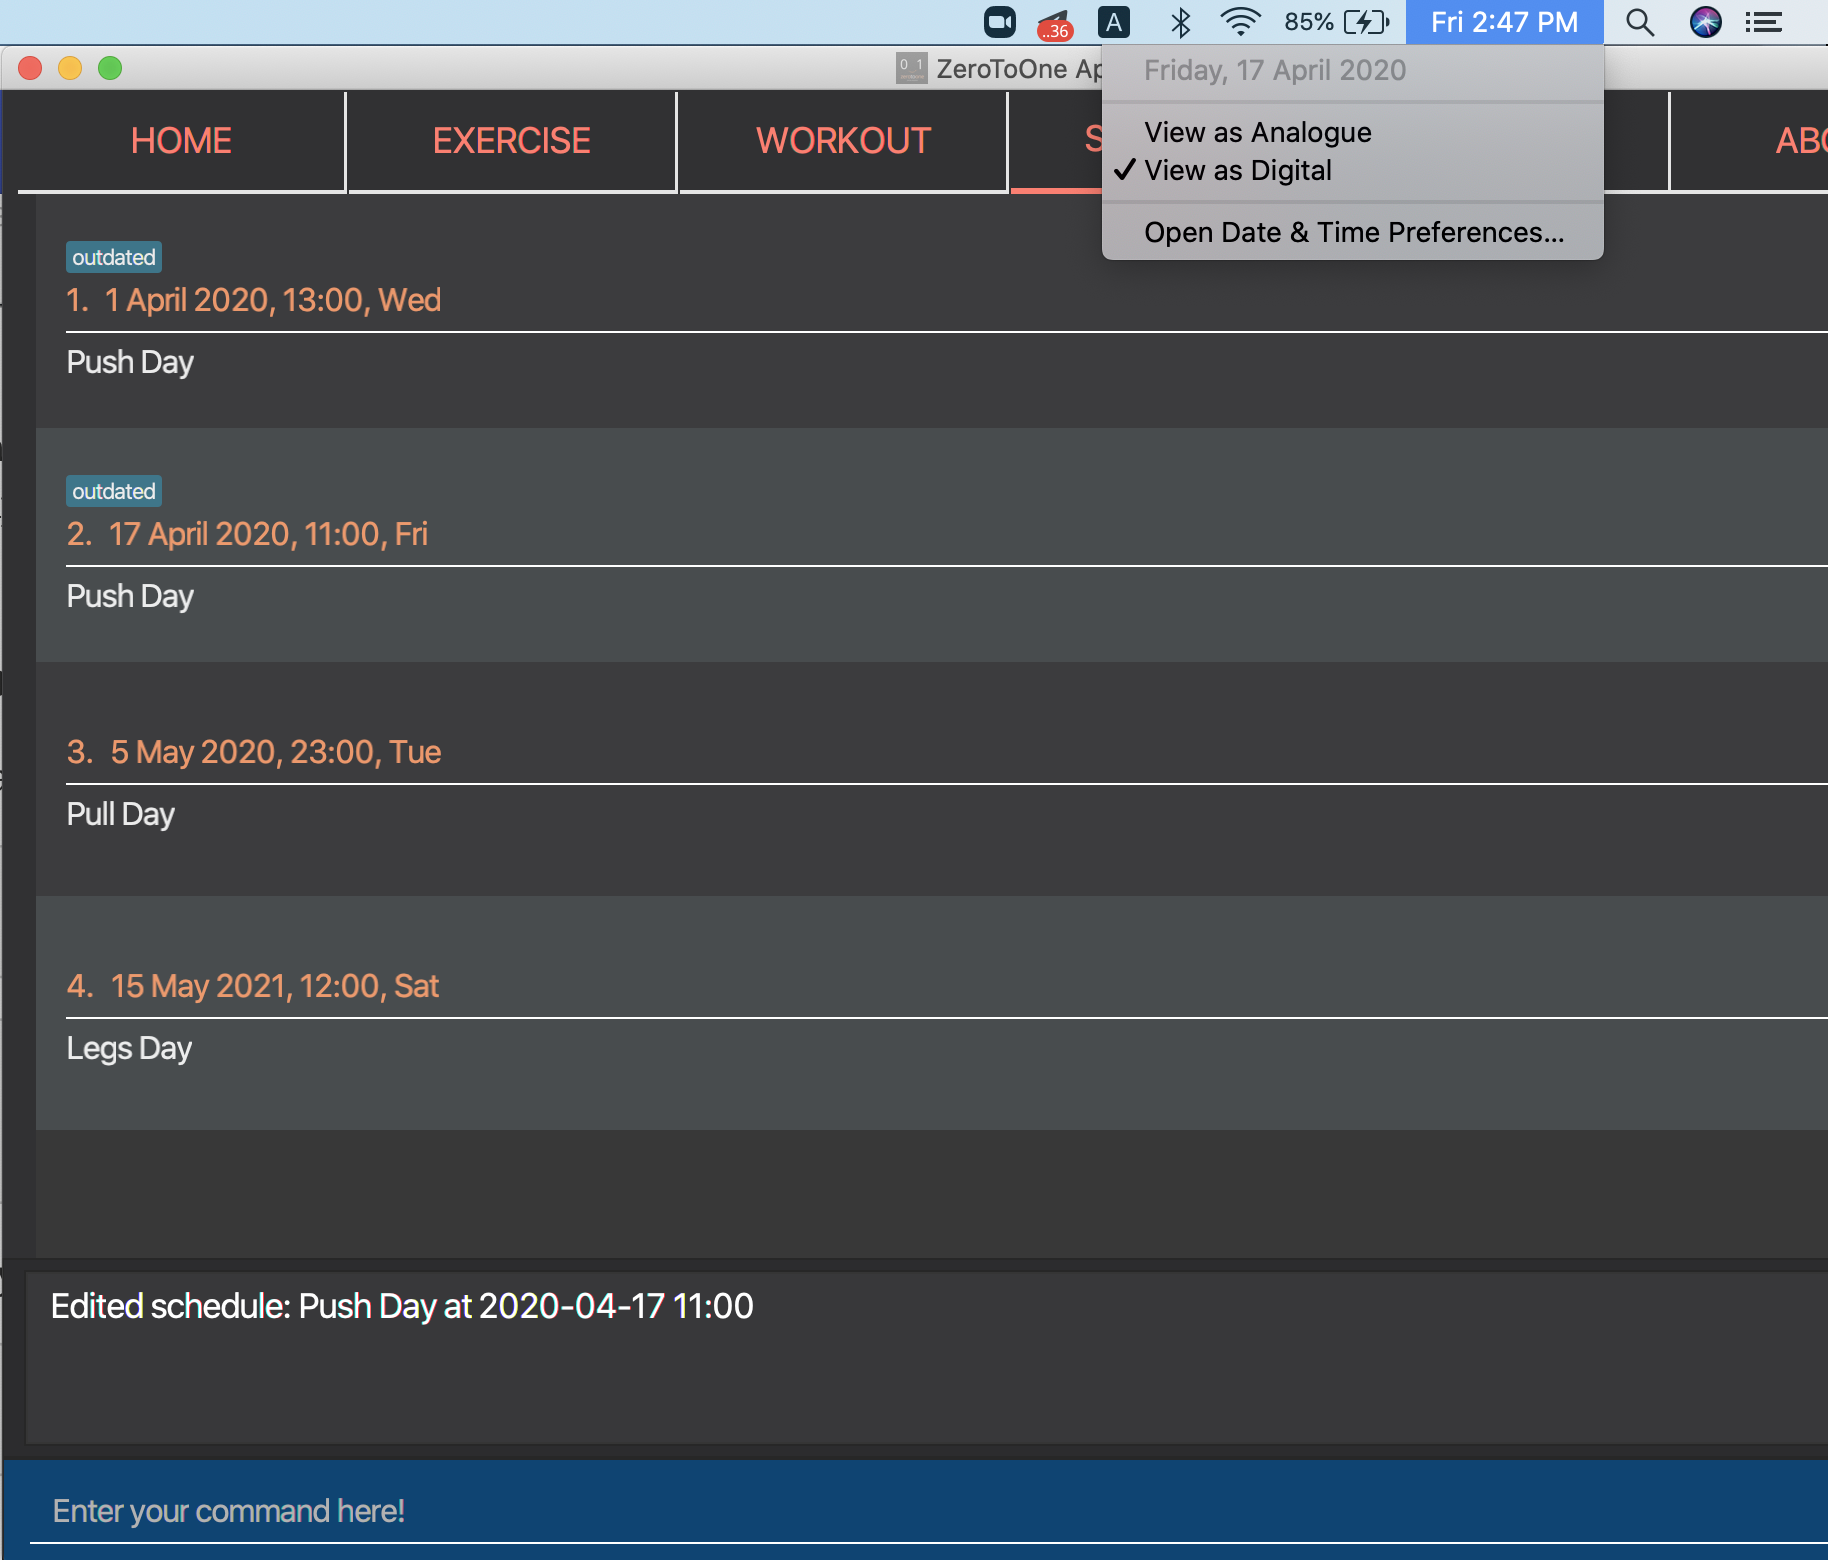 ..36
A
85%
Fri 2:47 PM
0 1
ZeroToOne Ap
Friday, 17 April 2020
View as Analogue
✓ View as Digital
Open Date & Time Preferences...
HOME
EXERCISE
WORKOUT
S
ABO
outdated
1. 1 April 2020, 13:00, Wed
Push Day
outdated
2. 17 April 2020, 11:00, Fri
Push Day
3. 5 May 2020, 23:00, Tue
Pull Day
4. 15 May 2021, 12:00, Sat
Legs Day
Edited schedule: Push Day at 2020-04-17 11:00
Enter your command here!